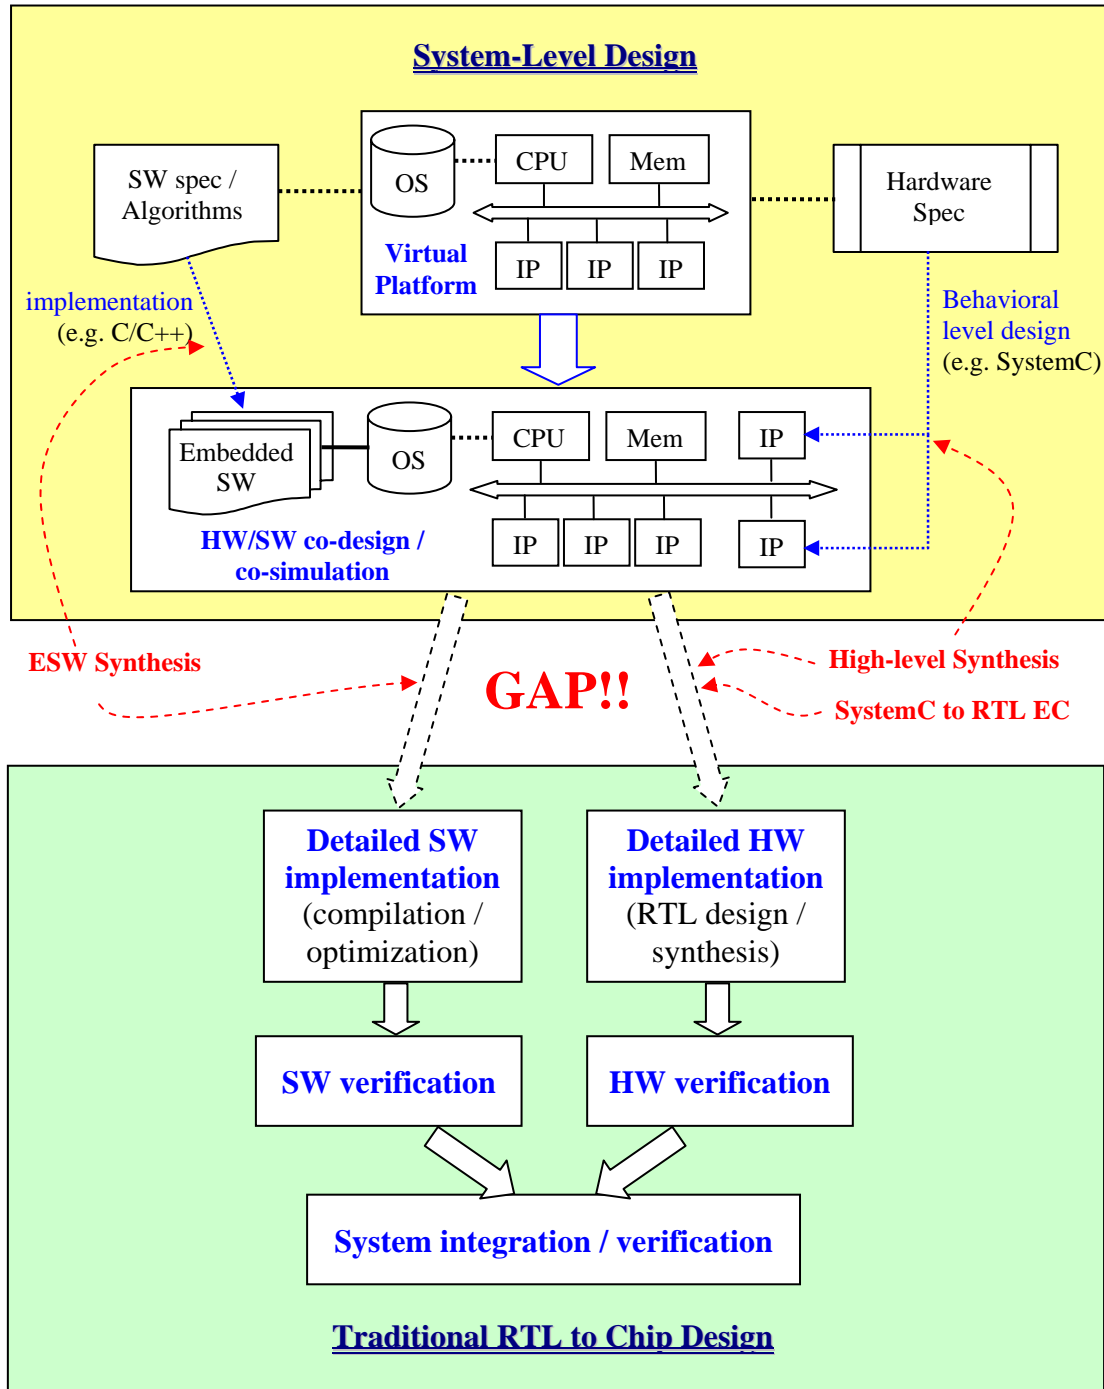 System-Level Design
SW spec /
Algorithms
OS
CPU
Mem
IP
IP
IP
Virtual
Platform
Hardware
Spec
implementation
(e.g. C/C++)
Behavioral
level design
(e.g. SystemC)
Embedded
SW
OS
CPU
Mem
IP
IP
IP
IP
IP
HW/SW co-design /
co-simulation
ESW Synthesis
GAP!!
High-level Synthesis
SystemC to RTL EC
Detailed SW
implementation
(compilation /
optimization)
Detailed HW
implementation
(RTL design /
synthesis)
SW verification
HW verification
System integration / verification
Traditional RTL to Chip Design